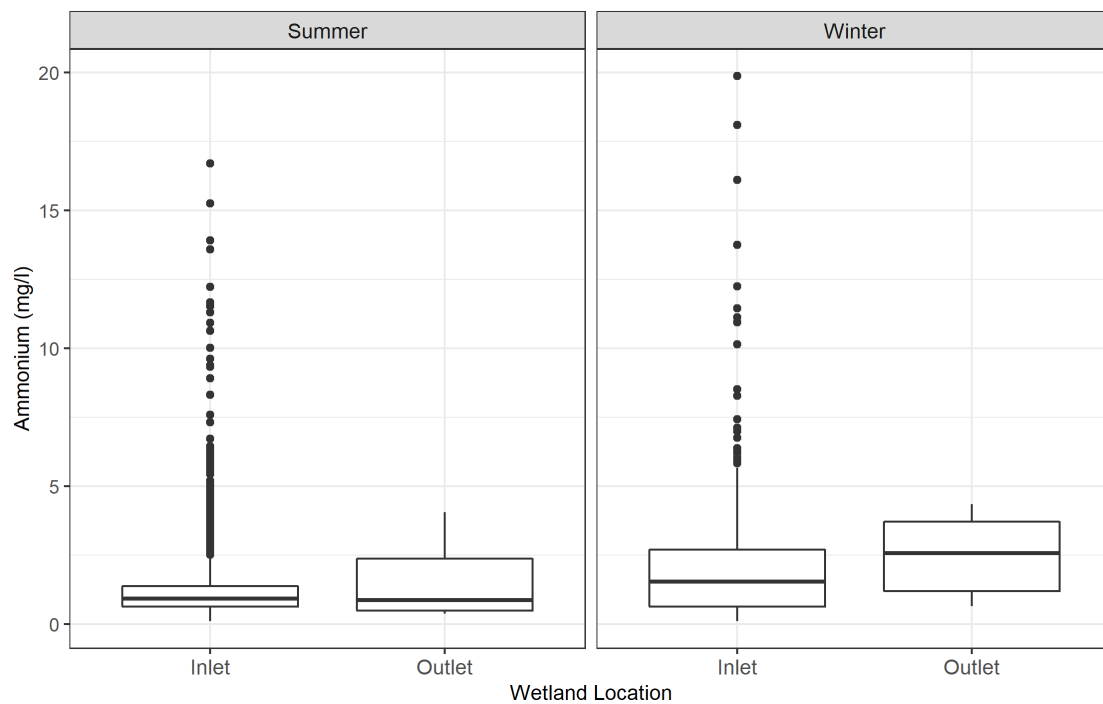 Summer Winter
20
15
10
5
0
Ammonium (mg/l)
Inlet Outlet Inlet Outlet
Wetland Location